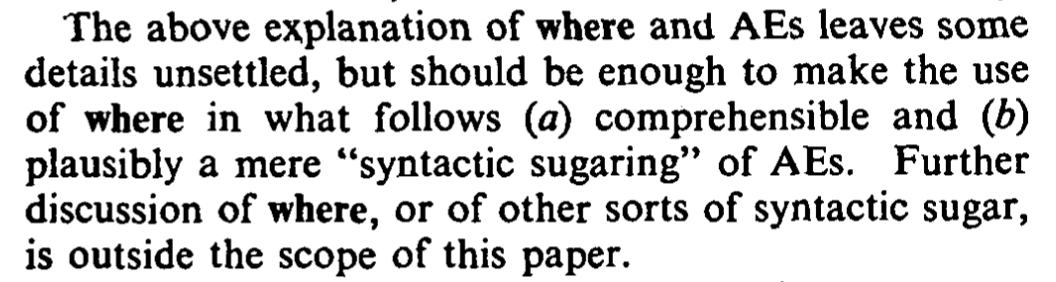 The above explanation of where and AEs leaves some
details unsettled, but should be enough to make the use
of where in what follows (a) comprehensible and (b)
plausibly a mere “syntactic sugaring” of AEs. Further
discussion of where, or of other sorts of syntactic sugar,
is outside the scope of this paper.